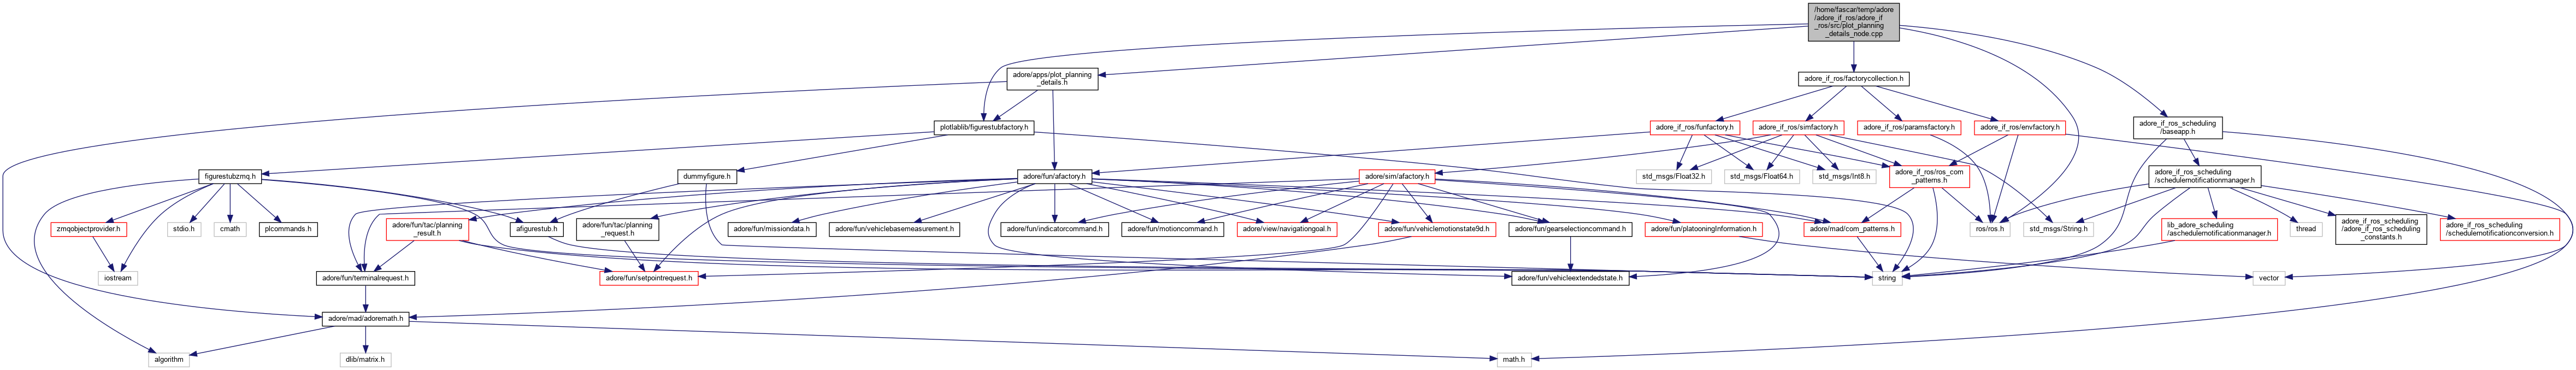 /home/fascar/temp/adore
/adore_if_ros/adore_if
_ros/src/plot_planning
_details_node.cpp
adore/apps/plot_planning
_details.h
adore_if_ros/factorycollection.h
plotlablib/figurestubfactory.h
adore_if_ros/funfactory.h
adore_if_ros/simfactory.h
adore_if_ros/paramsfactory.h
adore_if_ros/envfactory.h
adore_if_ros_scheduling
/baseapp.h
figurestubzmq.h
dummyfigure.h
adore/fun/afactory.h
adore/sim/afactory.h
std_msgs/Float32.h
std_msgs/Float64.h
std_msgs/Int8.h
adore_if_ros/ros_com
_patterns.h
adore_if_ros_scheduling
/schedulernotificationmanager.h
zmqobjectprovider.h
stdio.h
cmath
plcommands.h
adore/fun/tac/planning
_result.h
afigurestub.h
adore/fun/tac/planning
_request.h
adore/fun/missiondata.h
adore/fun/vehiclebasemeasurement.h
adore/fun/indicatorcommand.h
adore/fun/motioncommand.h
adore/view/navigationgoal.h
adore/fun/vehiclemotionstate9d.h
adore/fun/gearselectioncommand.h
adore/fun/platooningInformation.h
adore/mad/com_patterns.h
ros/ros.h
std_msgs/String.h
lib_adore_scheduling
/aschedulernotificationmanager.h
thread
adore_if_ros_scheduling
/adore_if_ros_scheduling
_constants.h
adore_if_ros_scheduling
/schedulernotificationconversion.h
iostream
adore/fun/terminalrequest.h
adore/fun/setpointrequest.h
adore/fun/vehicleextendedstate.h
string
vector
adore/mad/adoremath.h
algorithm
dlib/matrix.h
math.h